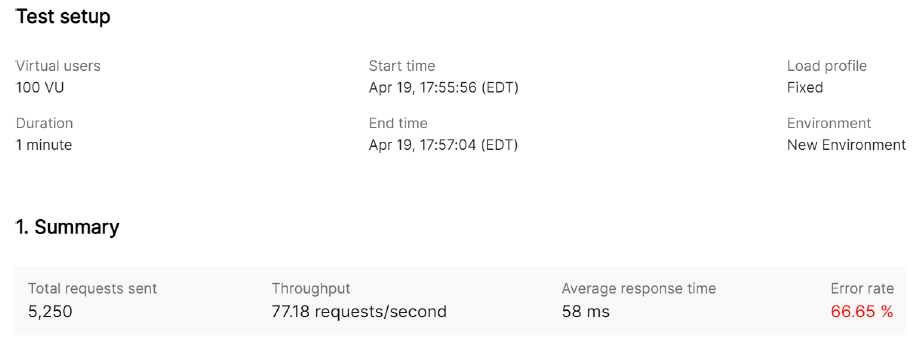 Test setup
Virtual users Start time Load profile
100 VU Apr 19, 17:55:56 (EDT) Fixed
Duration End time Environment
1 minute Apr 19, 17:57:04 (EDT) New Environment
1. Summary
Total requests sent Throughput Average response time Error rate
5,250 77.18 requests/second 58 ms 66.65 %